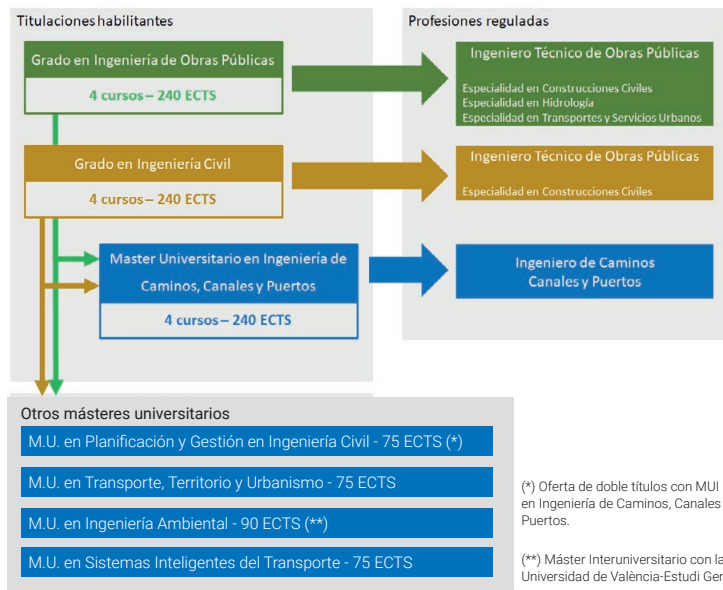 Titulaciones habilitantes
Grado en Ingeniería de Obras Públicas
4 cursos – 240 ECTS
Grado en Ingeniería Civil
4 cursos – 240 ECTS
Master Universitario en Ingeniería de
Caminos, Canales y Puertos
4 cursos – 240 ECTS
Profesiones reguladas
Ingeniero Técnico de Obras Públicas
Especialidad en Construcciones Civiles
Especialidad en Hidrología
Especialidad en Transportes y Servicios Urbanos
Ingeniero Técnico de Obras Públicas
Especialidad en Construcciones Civiles
Ingeniero de Caminos
Canales y Puertos
Otros másteres universitarios
M.U. en Planificación y Gestión en Ingeniería Civil - 75 ECTS (*)
M.U. en Transporte, Territorio y Urbanismo - 75 ECTS
M.U. en Ingeniería Ambiental - 90 ECTS (**)
M.U. en Sistemas Inteligentes del Transporte - 75 ECTS
(*) Oferta de doble títulos con MUI
en Ingeniería de Caminos, Canales
Puertos.
(**) Máster Interuniversitario con la
Universidad de València-Estudi Ger